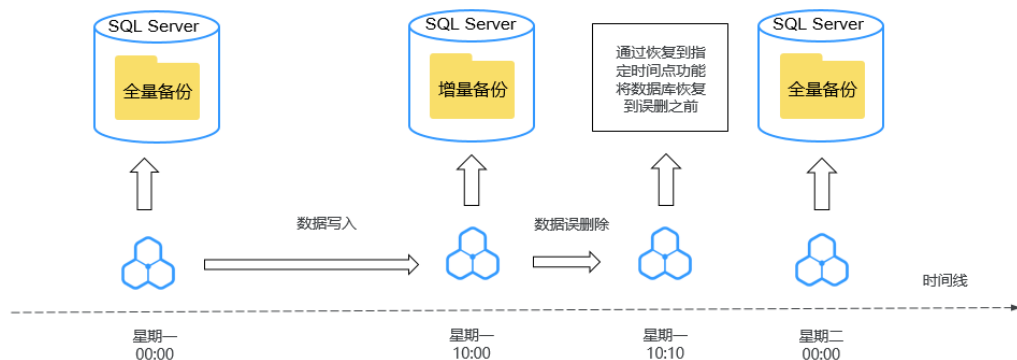 SQL Server
全量备份
SQL Server
增量备份
通过恢复到指
定时间点功能
将数据库恢复
到误删之前
SQL Server
全量备份
数据写入
数据误删除
时间线
星期一
00:00
星期一
10:00
星期一
10:10
星期二
00:00